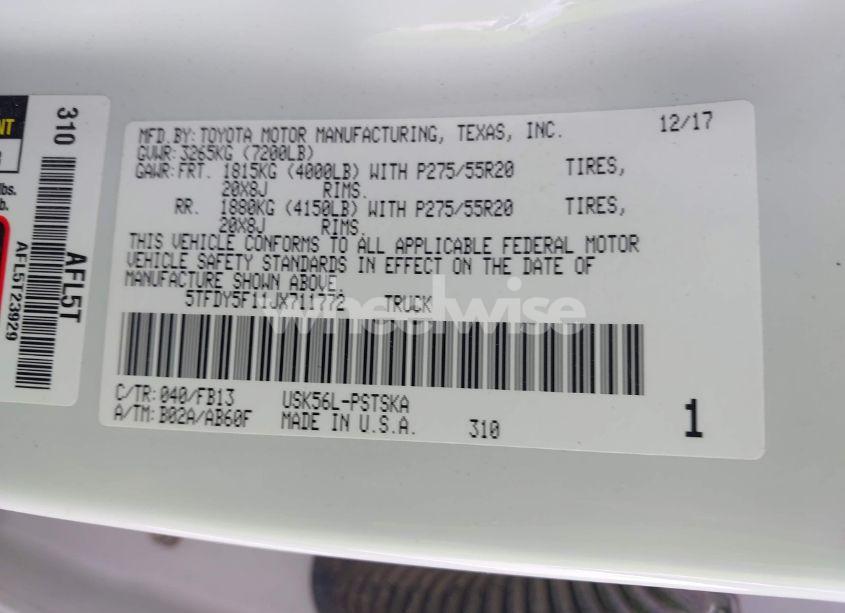 MFD.BY: TOYOTA MOTOR MANUFACTURING, TEXAS, INC. 12/17
GVWR: 3265KG (7200LB)
GAWR: FRT. 1815KG (4000LB) WITH P275/55R20 TIRES,
20X8J RIMS.
RR. 1880KG (4150LB) WITH P275/55R20 TIRES,
20X8J RIMS.
THIS VEHICLE CONFORMS TO ALL APPLICABLE FEDERAL MOTOR
VEHICLE SAFETY STANDARDS IN EFFECT ON THE DATE OF
MANUFACTURE SHOWN ABOVE.
5TFDY5F11JX711772 TRUCK
wheelwise
C/TR: 040/FB13 USK56L-PSTSKA
A/TM: B02A/AB60F MADE IN U.S.A. 310 1
310
AFL5T
AFL5T23929
lbs.